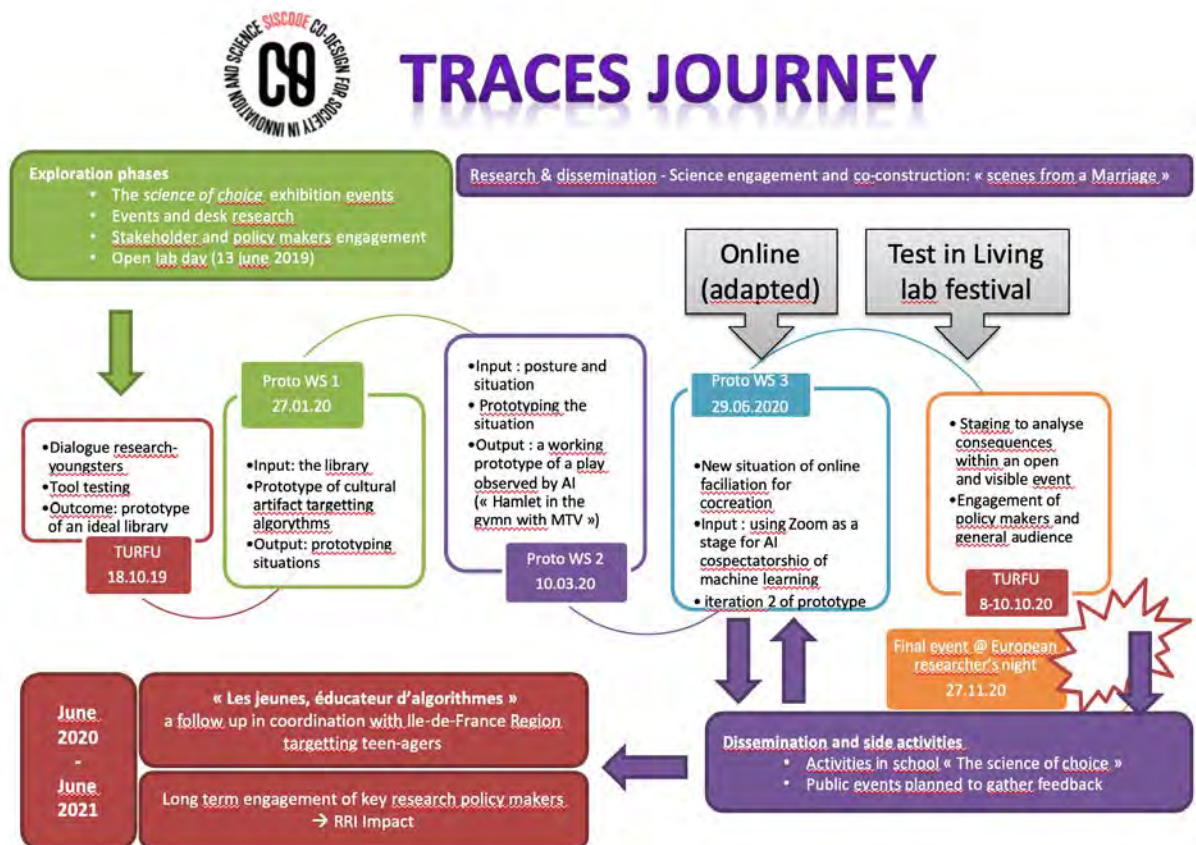 SISCODE CO-DESIGN FOR SOCIETY IN INNOVATION AND SCIENCE
TRACES JOURNEY
Exploration phases
• The science of choice exhibition events
• Events and desk research
• Stakeholder and policy makers engagement
• Open lab day (13 june 2019)
Research & dissemination - Science engagement and co-construction: « scenes from a Marriage »
Online
(adapted)
Test in Living
lab festival
•Dialogue research-
youngsters
•Tool testing
•Outcome: prototype
of an ideal library
TURFU
18.10.19
Proto WS 1
27.01.20
•Input: the library
•Prototype of cultural
artifact targetting
algorythms
•Output: prototyping
situations
•Input : posture and
situation
• Prototyping the
situation
•Output : a working
prototype of a play
observed by AI
(« Hamlet in the
gymn with MTV »)
Proto WS 2
10.03.20
Proto WS 3
29.06.2020
•New situation of online
faciliation for
cocreation
•Input : using Zoom as a
stage for AI
cospectatorship of
machine learning
• iteration 2 of prototype
• Staging to analyse
consequences
within an open
and visible event
•Engagement of
policy makers and
general audience
TURFU
8-10.10.20
Final event @ European
researcher's night
27.11.20
June
2020
-
June
2021
« Les jeunes, éducateur d'algorithmes »
a follow up in coordination with Ile-de-France Region
targetting teen-agers
Long term engagement of key research policy makers
→ RRI Impact
Dissemination and side activities
• Activities in school « The science of choice »
• Public events planned to gather feedback